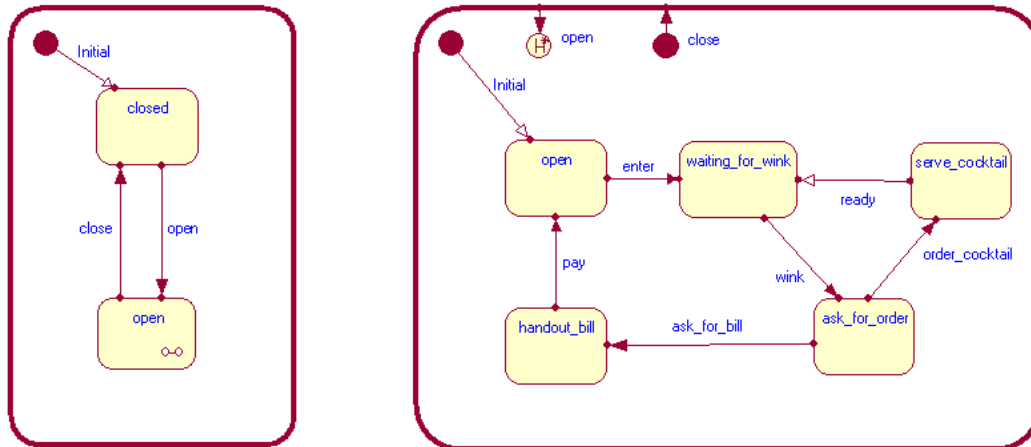 Initial
closed
close
open
open
open
close
H*
Initial
open
enter
waiting_for_wink
serve_cocktail
ready
pay
wink
order_cocktail
handout_bill
ask_for_bill
ask_for_order